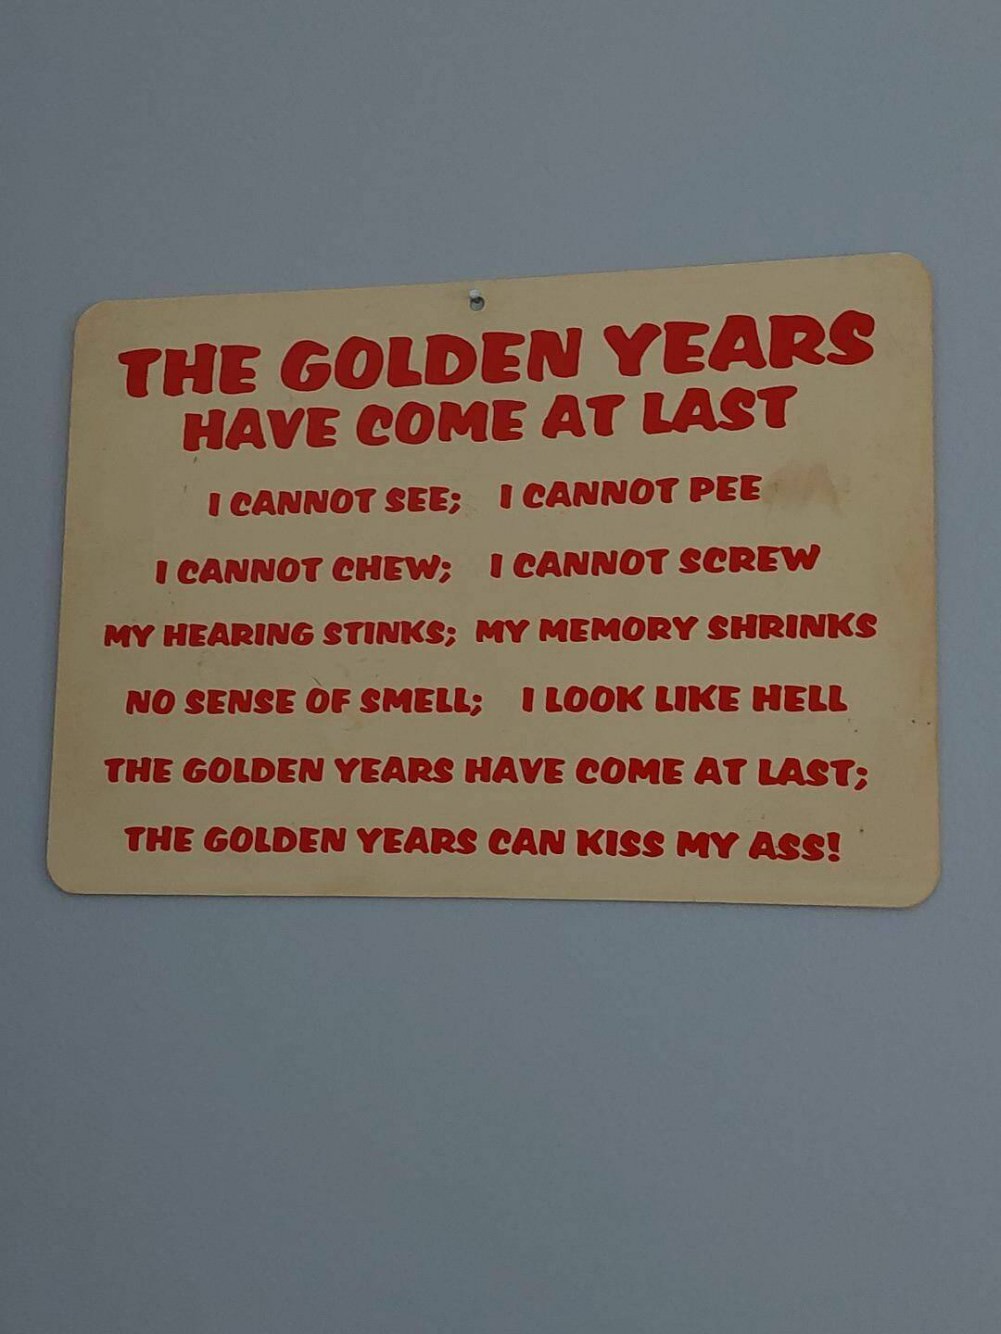 THE GOLDEN YEARS
HAVE COME AT LAST
I CANNOT SEE; I CANNOT PEE
I CANNOT CHEW; I CANNOT SCREW
MY HEARING STINKS; MY MEMORY SHRINKS
NO SENSE OF SMELL; I LOOK LIKE HELL
THE GOLDEN YEARS HAVE COME AT LAST;
THE GOLDEN YEARS CAN KISS MY ASS!